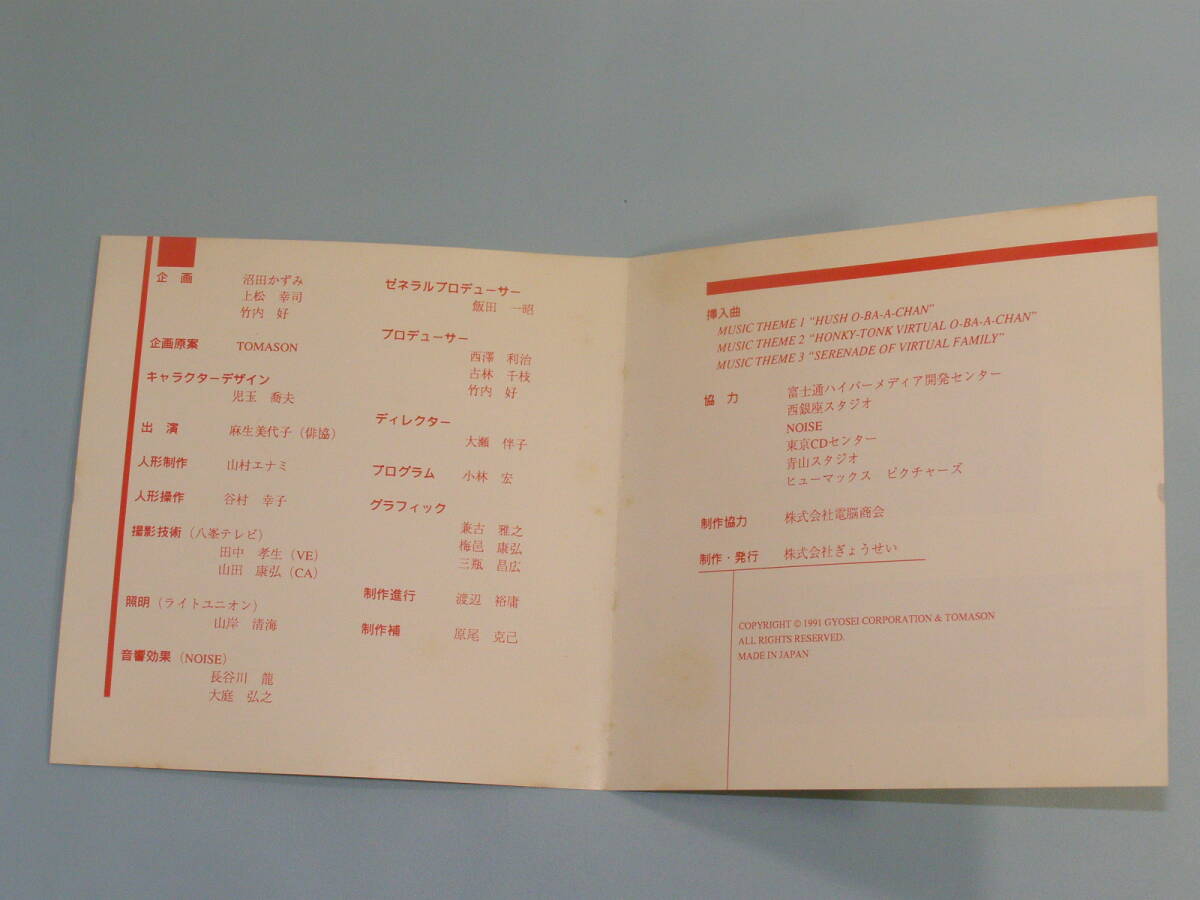 企　画　　沼田かずみ
上松　幸司
竹内　好
企画原案　　TOMASON
キャラクターデザイン
児玉　喬夫
出　演　　麻生美代子（俳協）
人形制作　　山村エナミ
人形操作　　谷村　幸子
撮影技術（八峯テレビ）
田中　孝生（VE）
山田　康弘（CA）
照明（ライトユニオン）
山岸　清海
音響効果（NOISE）
長谷川　龍
大庭　弘之
ゼネラルプロデューサー
飯田　一昭
プロデューサー
西澤　利治
古林　千枝
竹内　好
ディレクター
大瀬　伴子
プログラム　　小林　宏
グラフィック
兼古　雅之
梅邑　康弘
三瓶　昌広
制作進行　　渡辺　裕庸
制作補　　原尾　克己
挿入曲
MUSIC THEME 1 “HUSH O-BA-A-CHAN”
MUSIC THEME 2 “HONKY-TONK VIRTUAL O-BA-A-CHAN”
MUSIC THEME 3 “SERENADE OF VIRTUAL FAMILY”
協　力　　富士通ハイパーメディア開発センター
西銀座スタジオ
NOISE
東京CDセンター
青山スタジオ
ヒューマックス　ピクチャーズ
制作協力　　株式会社電脳商会
制作・発行　　株式会社ぎょうせい
COPYRIGHT © 1991 GYOSEI CORPORATION & TOMASON
ALL RIGHTS RESERVED.
MADE IN JAPAN